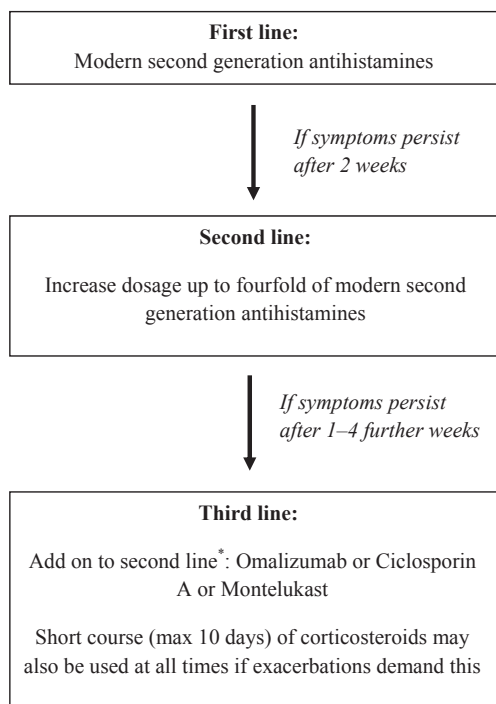 First line:
Modern second generation antihistamines
If symptoms persist
after 2 weeks
Second line:
Increase dosage up to fourfold of modern second
generation antihistamines
If symptoms persist
after 1–4 further weeks
Third line:
Add on to second line*: Omalizumab or Ciclosporin
A or Montelukast
Short course (max 10 days) of corticosteroids may
also be used at all times if exacerbations demand this